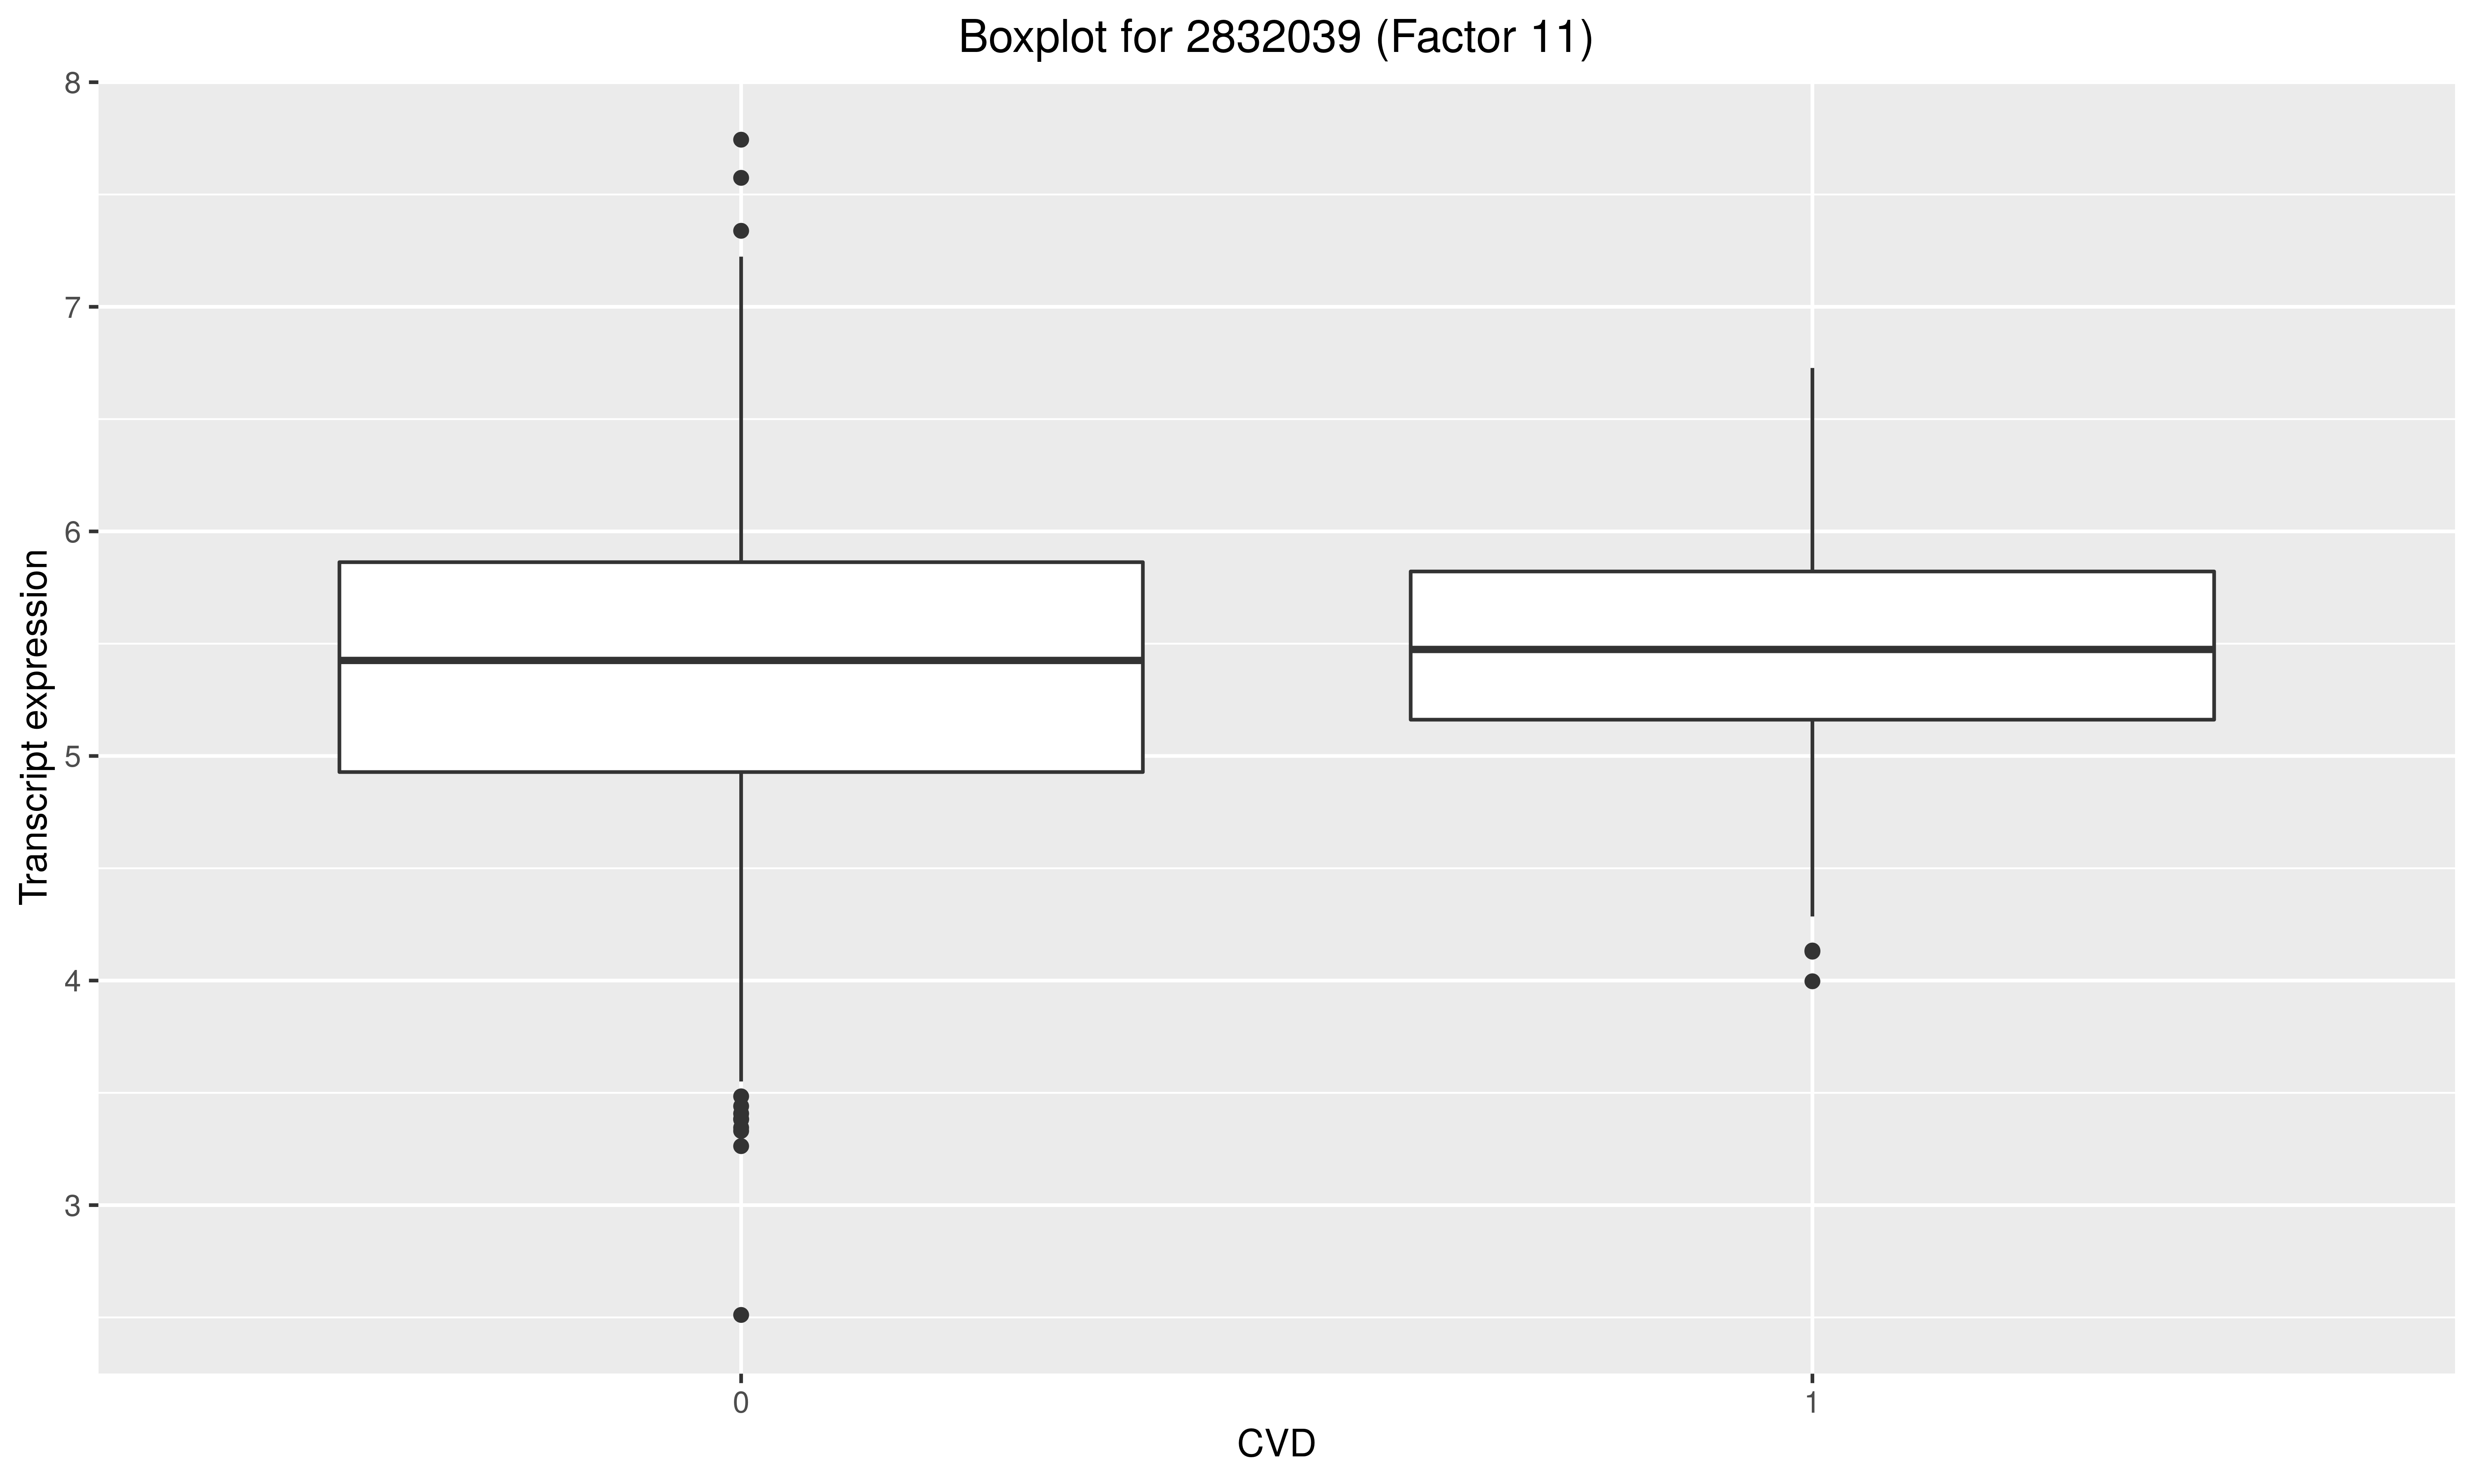 Boxplot for 2832039 (Factor 11)
Transcript expression
8
7
6
5
4
3
0
1
CVD